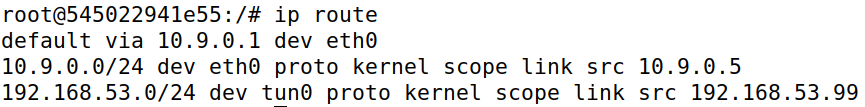 root@545022941e55:/# ip route
default via 10.9.0.1 dev eth0
10.9.0.0/24 dev eth0 proto kernel scope link src 10.9.0.5
192.168.53.0/24 dev tun0 proto kernel scope link src 192.168.53.99